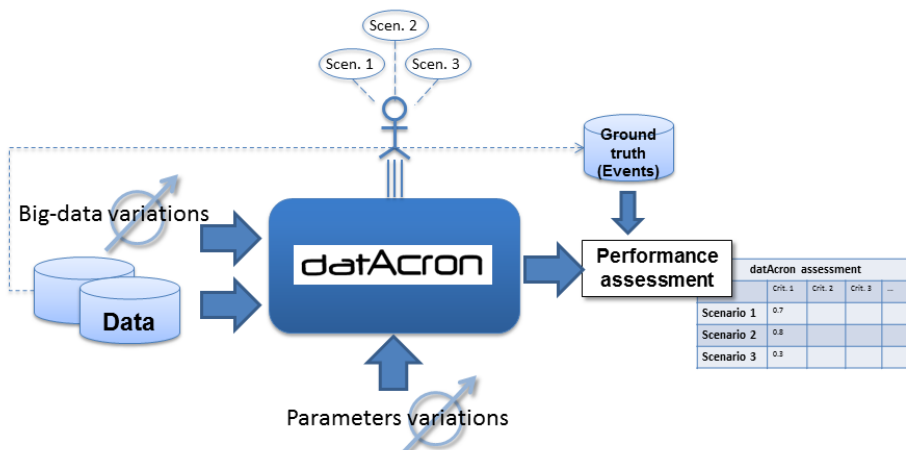 Scen. 2
Scen. 1
Scen. 3
Ground
truth
(Events)
Big-data variations
datAcron
Performance
assessment
Data
datAcron assessment
Crit. 1 Crit. 2 Crit. 3 ...
Scenario 1 0.7
Scenario 2 0.8
Scenario 3 0.3
Parameters variations